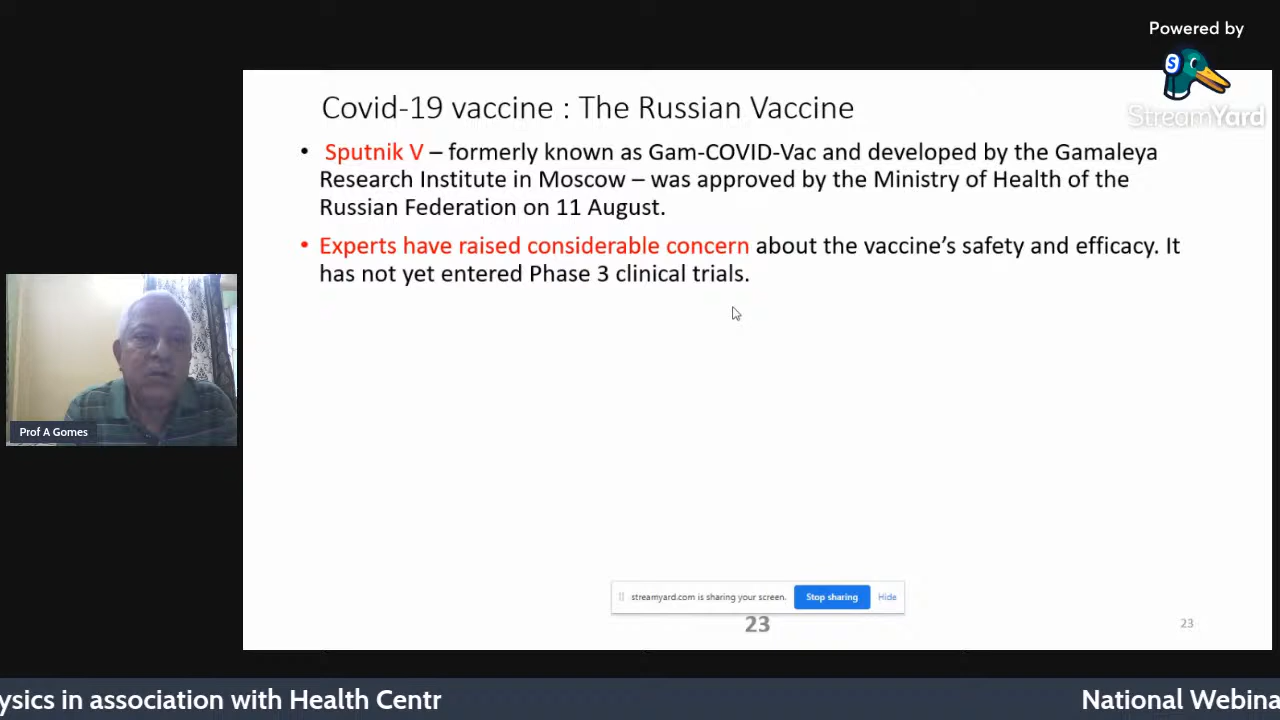 Powered by
S
StreamYard
Covid-19 vaccine : The Russian Vaccine
• Sputnik V – formerly known as Gam-COVID-Vac and developed by the Gamaleya
Research Institute in Moscow – was approved by the Ministry of Health of the
Russian Federation on 11 August.
• Experts have raised considerable concern about the vaccine’s safety and efficacy. It
has not yet entered Phase 3 clinical trials.
Prof A Gomes
streamyard.com is sharing your screen. Stop sharing Hide
23
23
ysics in association with Health Centr
National Webina